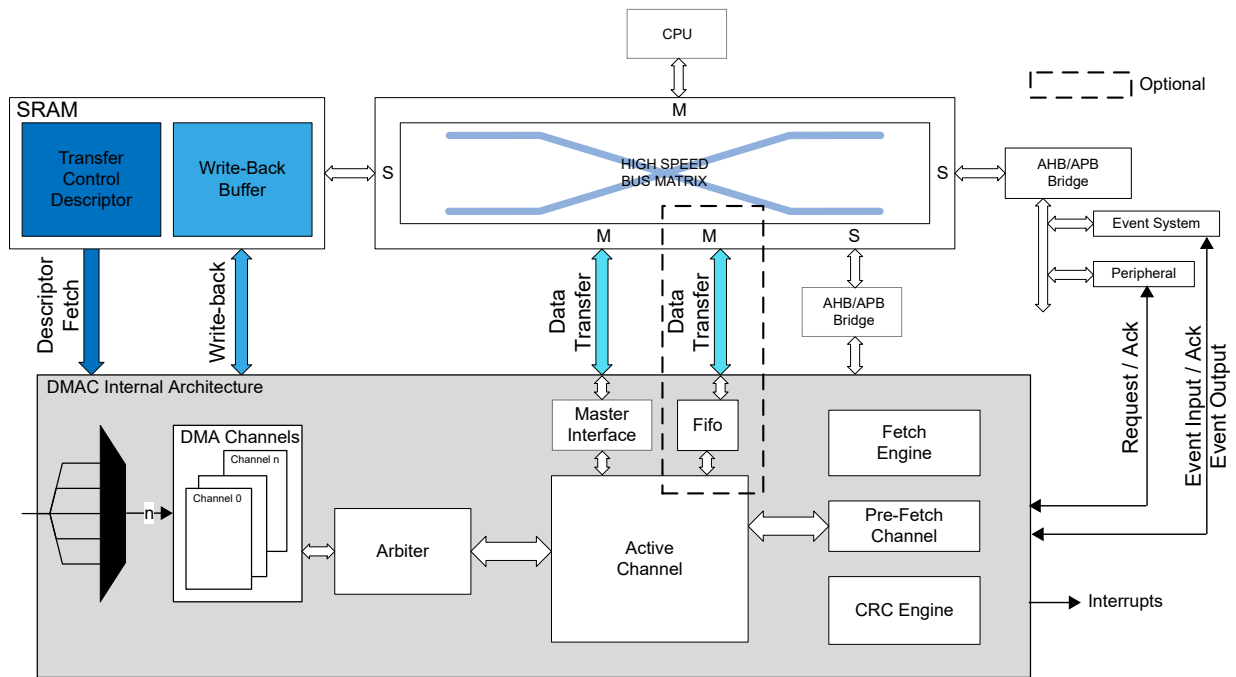 CPU
Optional
SRAM
Transfer
Control
Descriptor
Write-Back
Buffer
M
S
HIGH SPEED
BUS MATRIX
S
M
M
S
AHB/APB
Bridge
Event System
Peripheral
Descriptor
Fetch
Write-back
Data
Transfer
Data
Transfer
AHB/APB
Bridge
Request / Ack
Event Input / Ack
Event Output
DMAC Internal Architecture
DMA Channels
Channel n
Channel 0
n
Arbiter
Master
Interface
Fifo
Active
Channel
Fetch
Engine
Pre-Fetch
Channel
CRC Engine
Interrupts